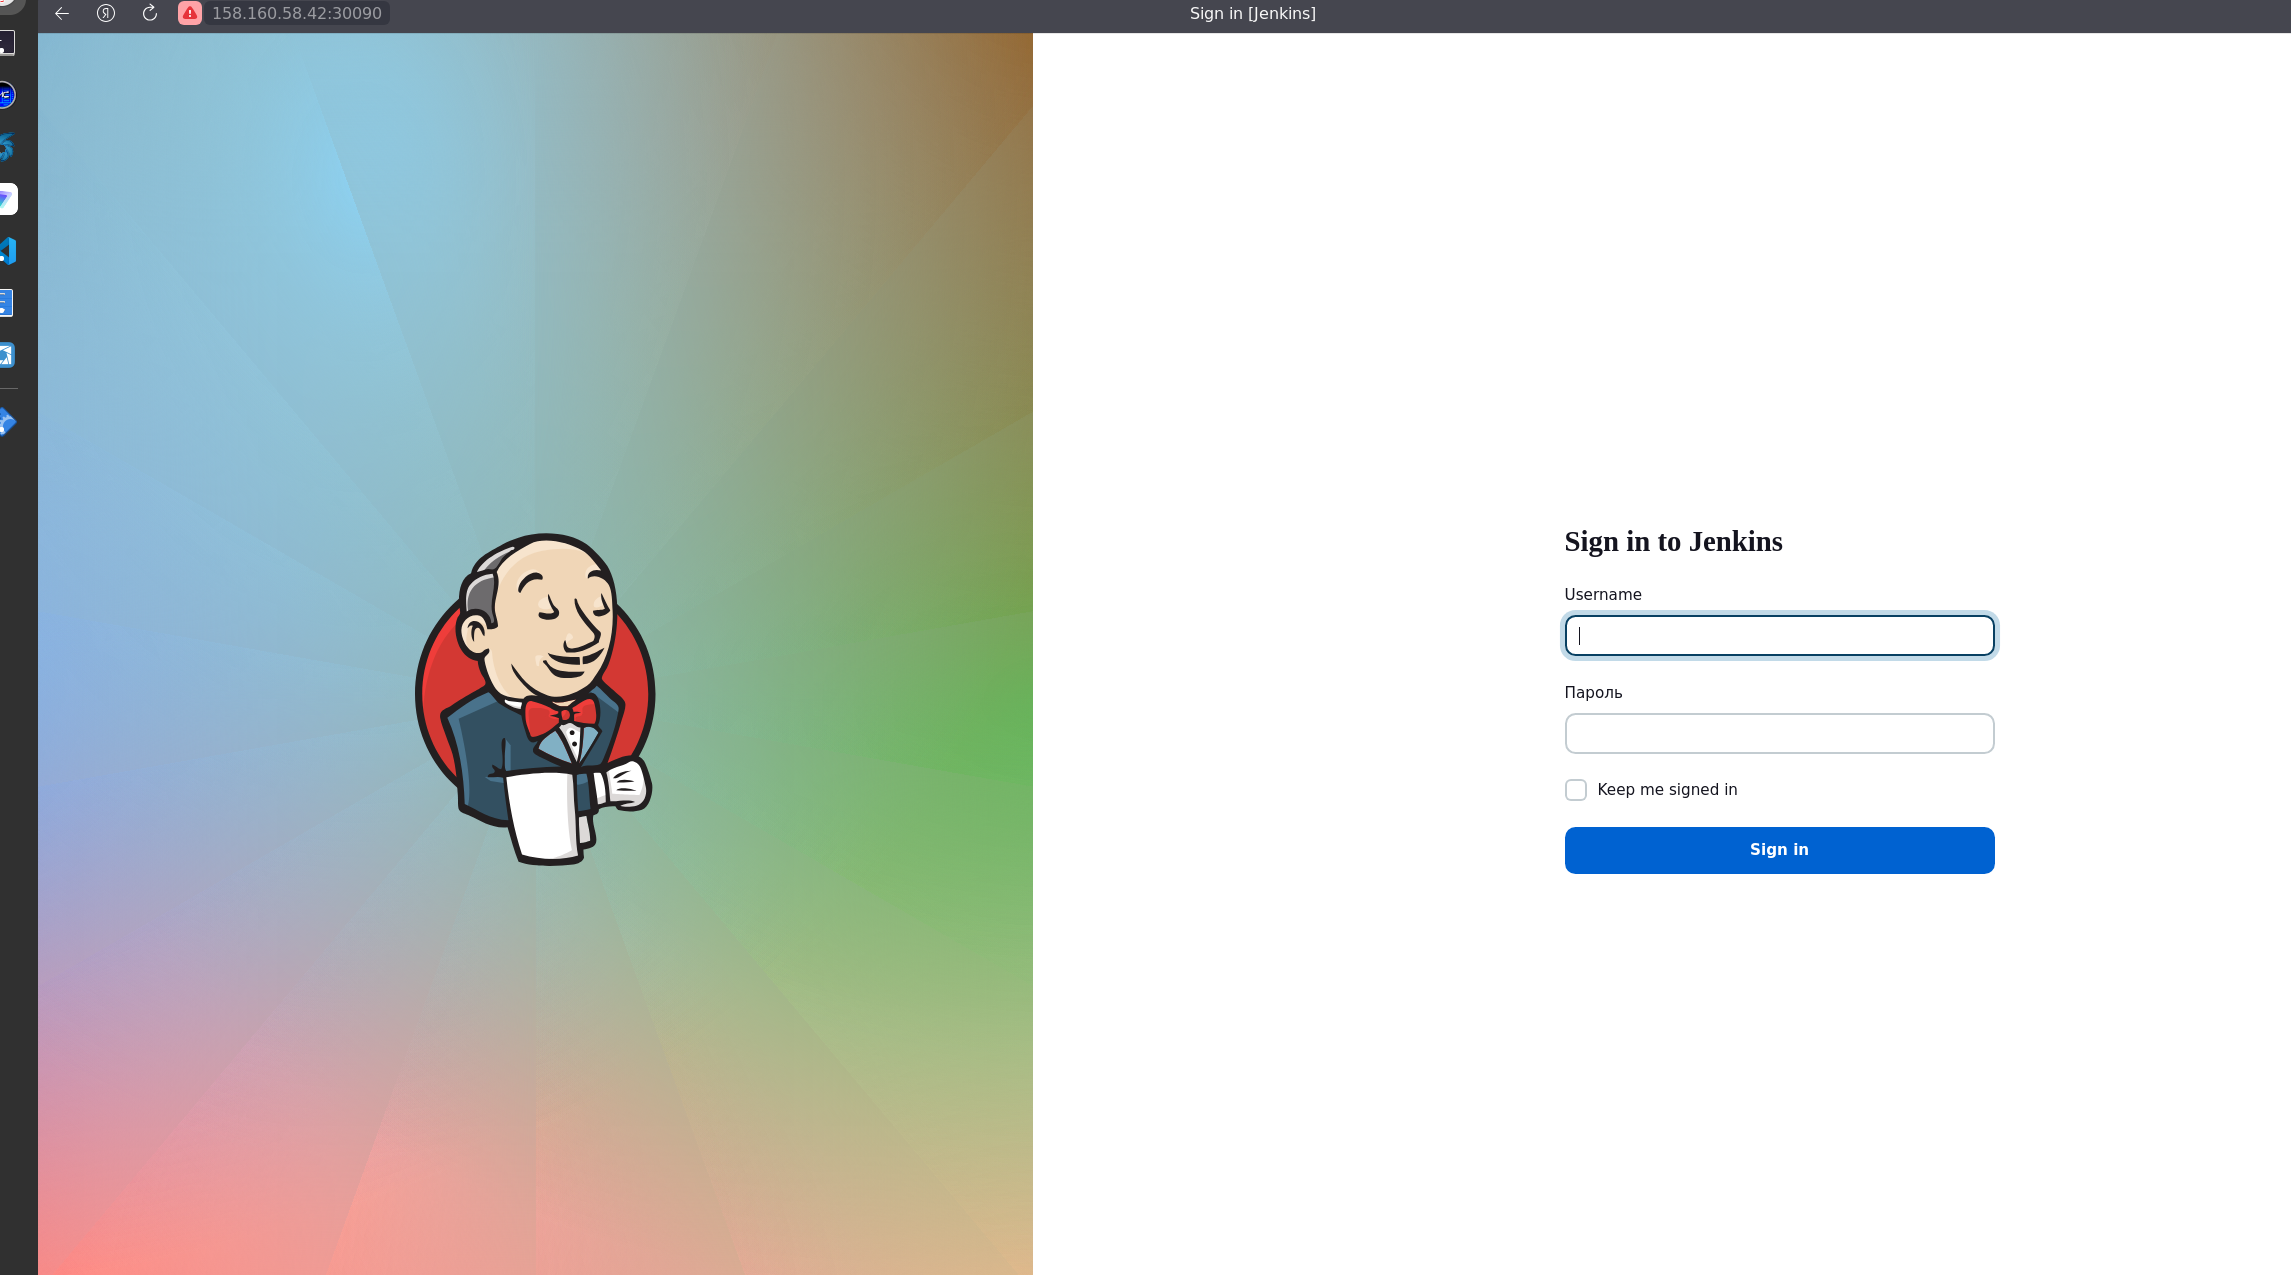 158.160.58.42:30090
Sign in [Jenkins]
Sign in to Jenkins
Username
Пароль
Keep me signed in
Sign in